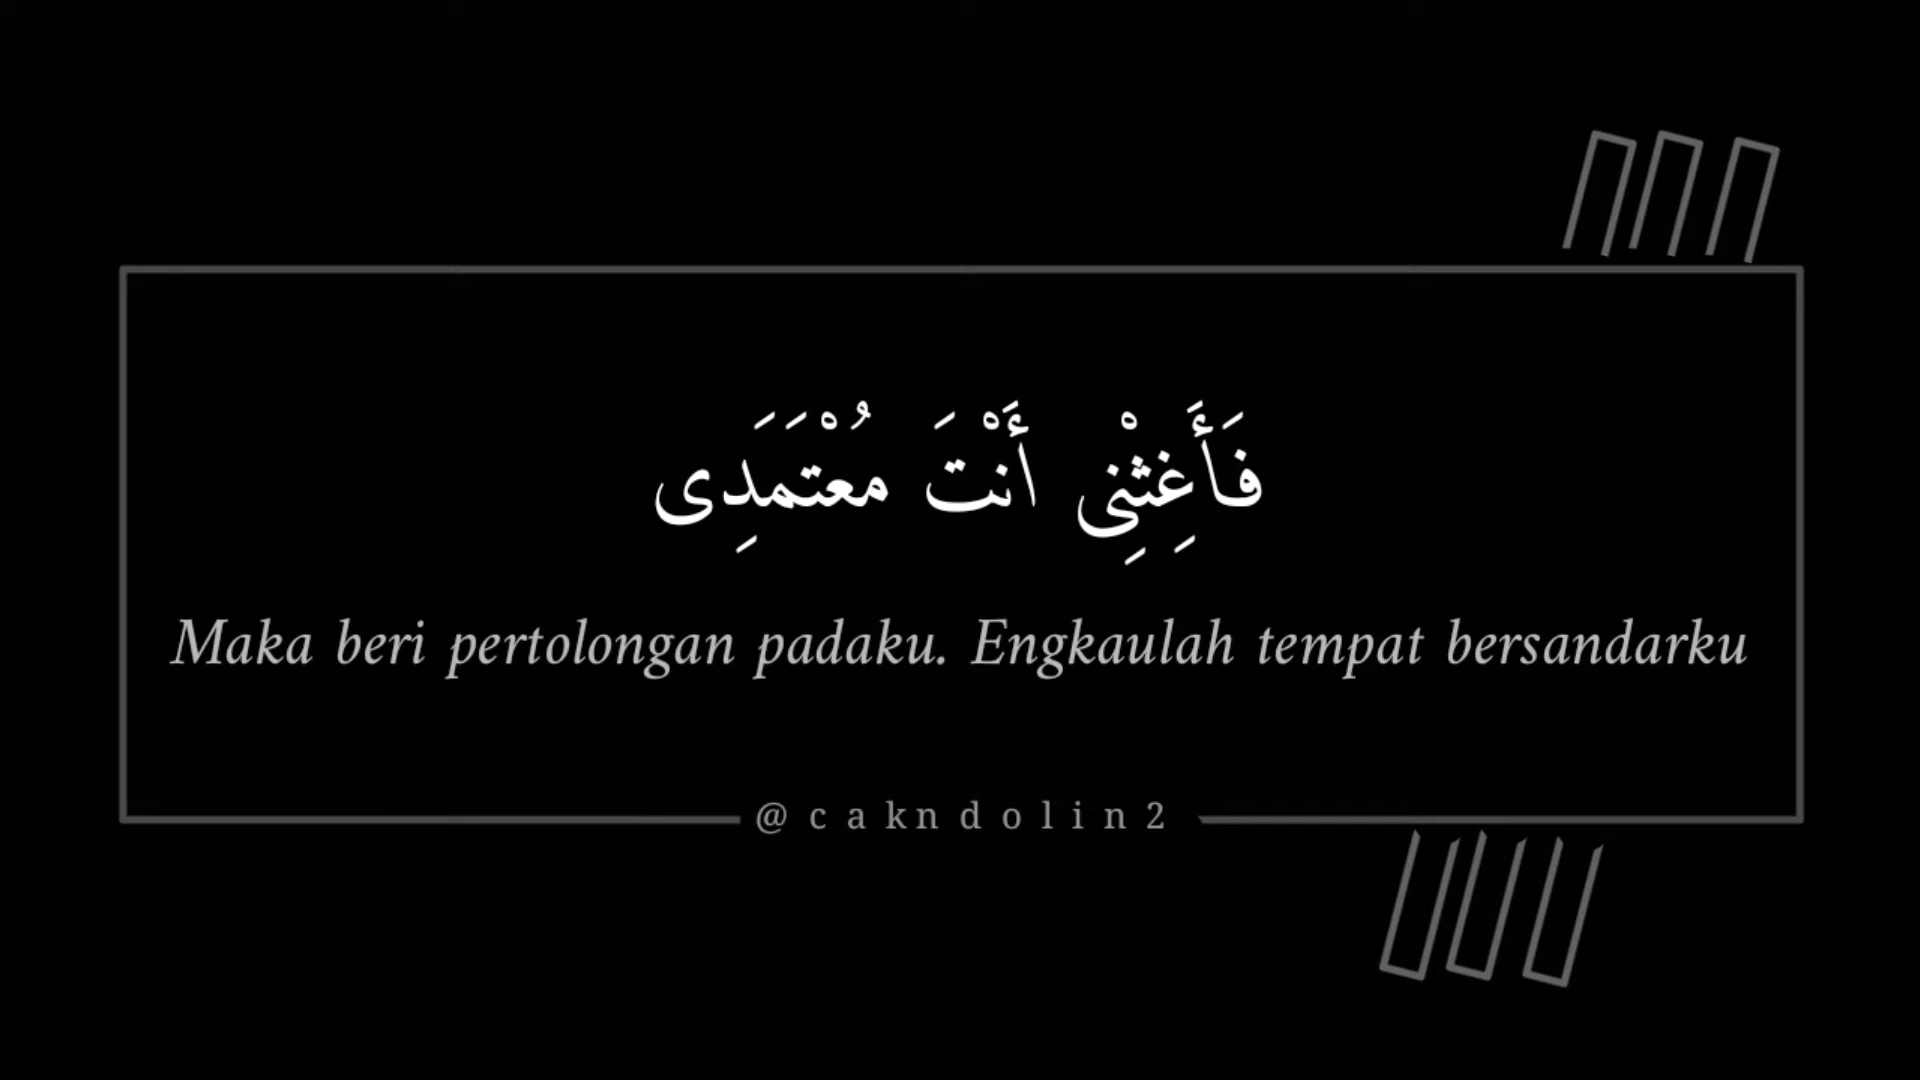 فَأَغِثْنِى أَنْتَ مُعْتَمَدِى
Maka beri pertolongan padaku. Engkaulah tempat bersandarku
@cakndolin2